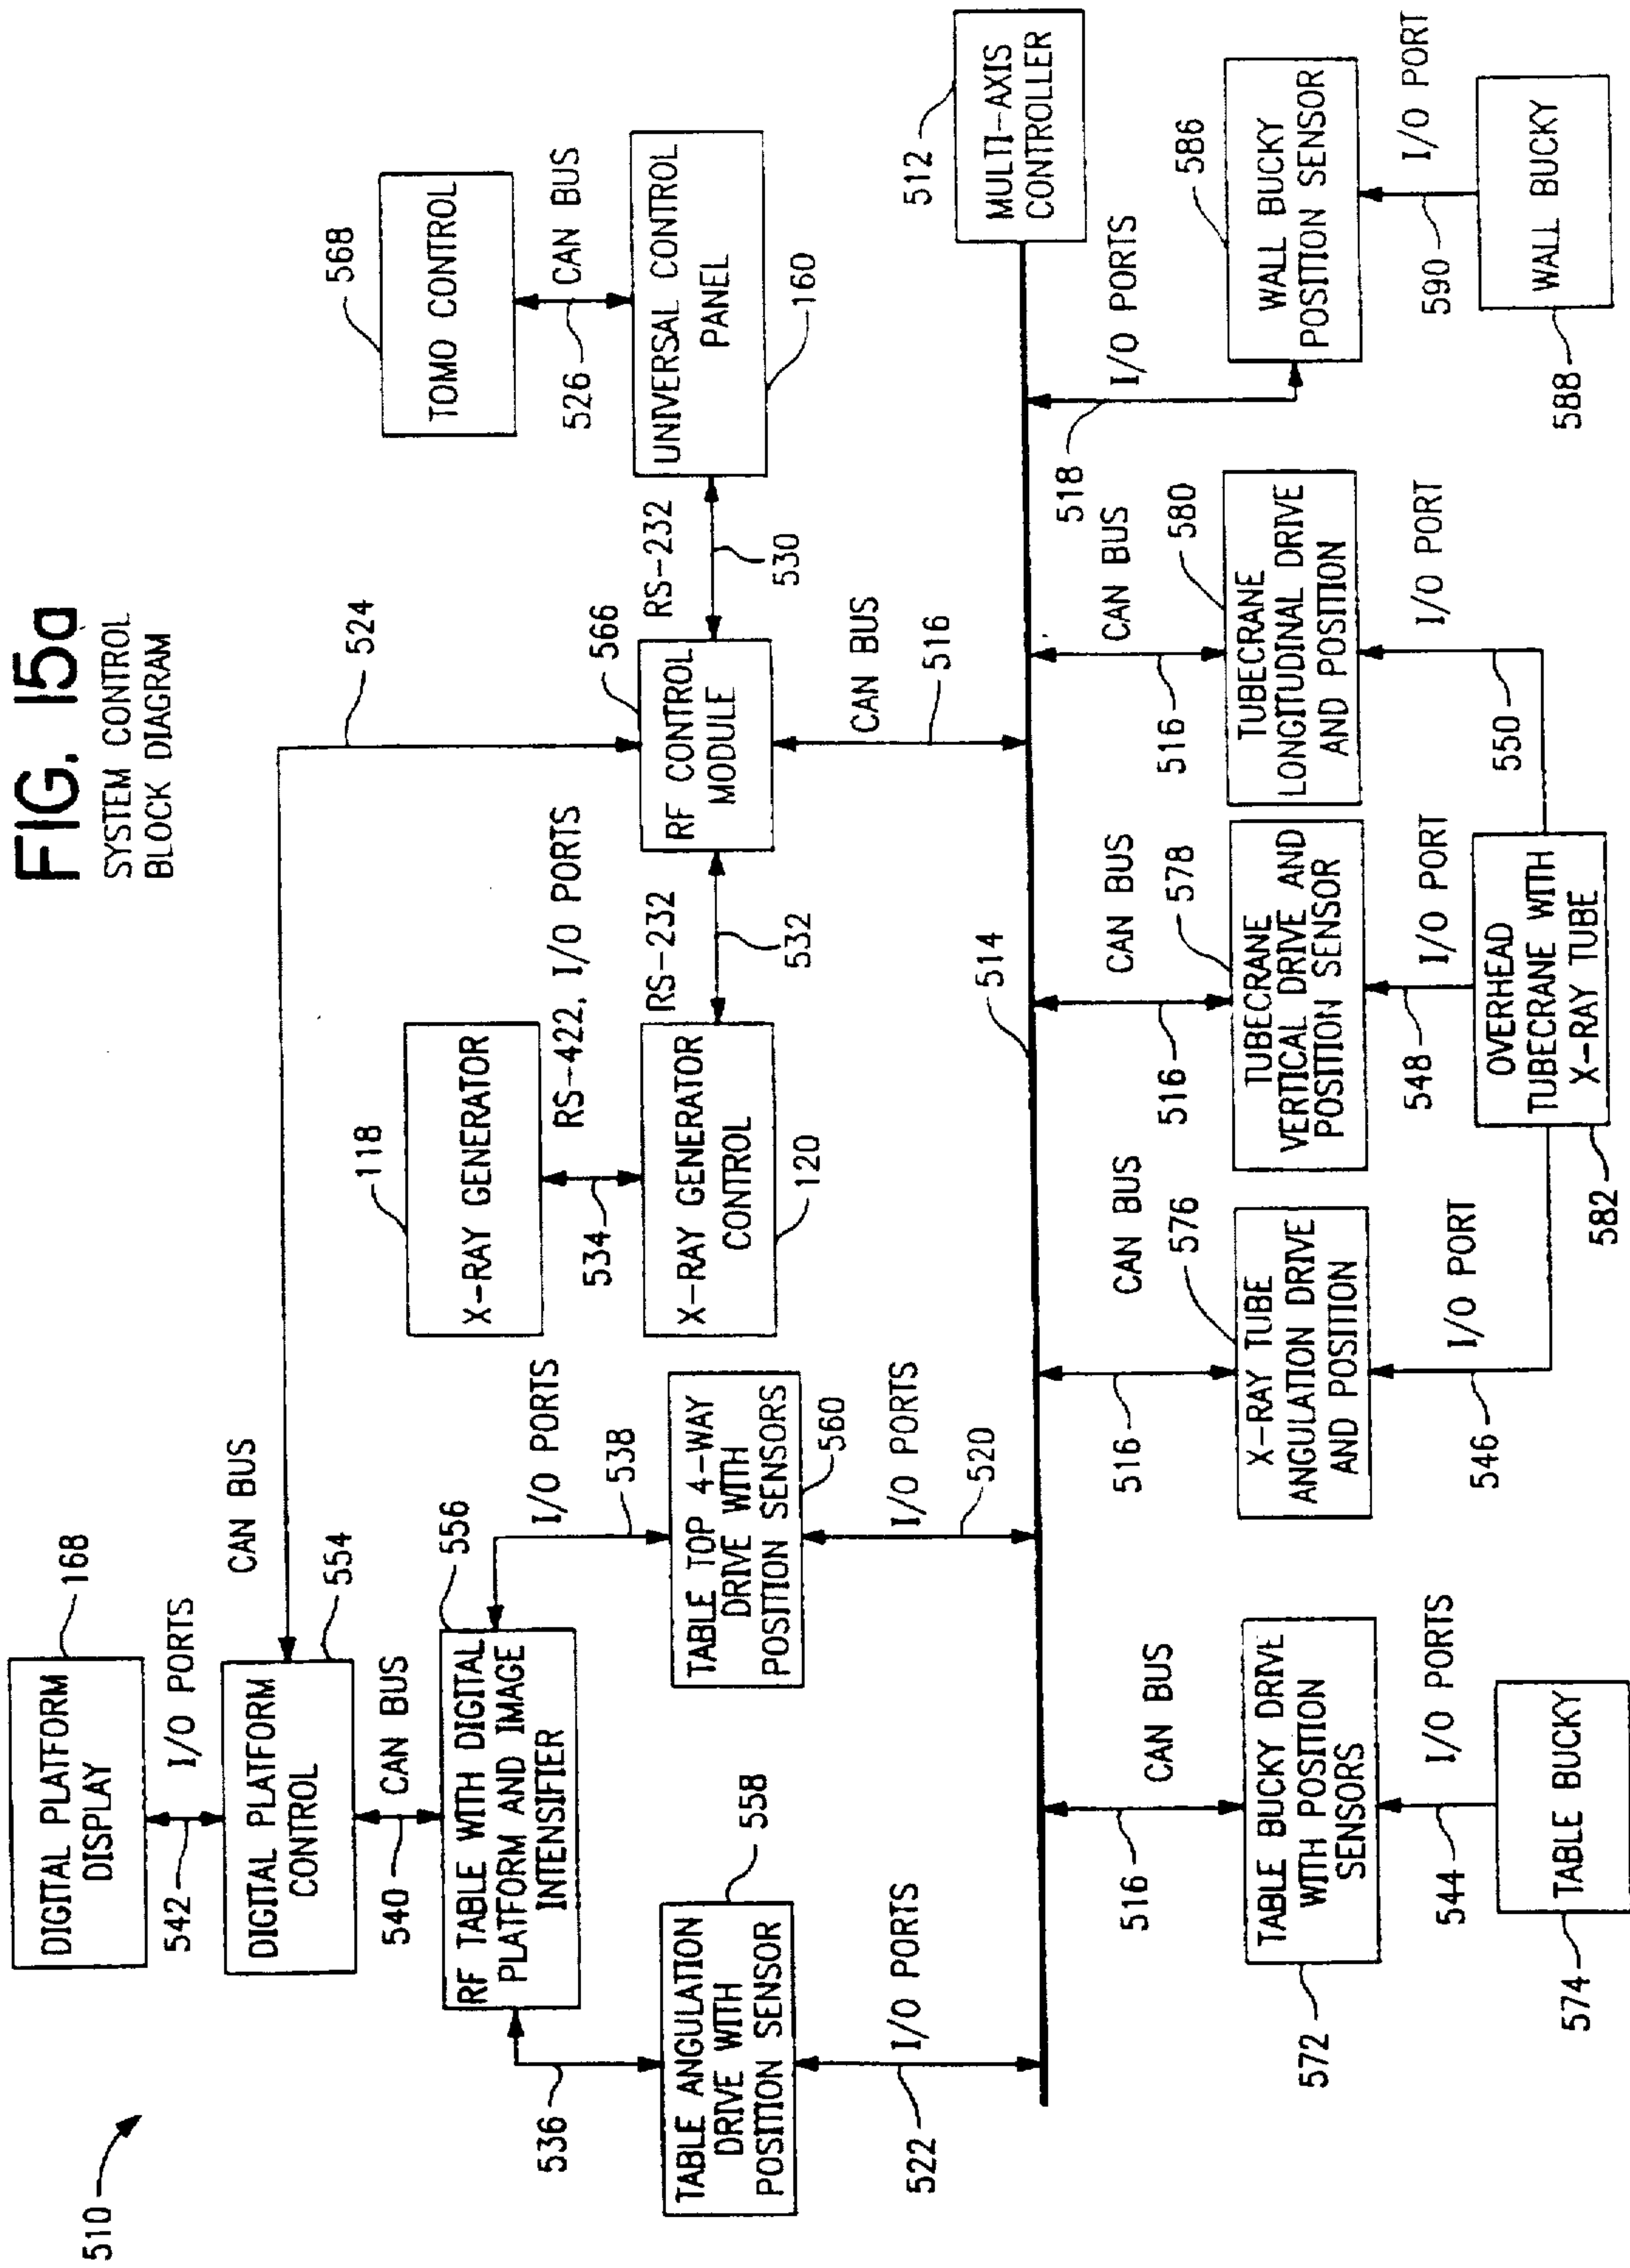 FIG. 15a
SYSTEM CONTROL
BLOCK DIAGRAM
510
DIGITAL PLATFORM
DISPLAY
168
542
I/O PORTS
DIGITAL PLATFORM
CONTROL
554
CAN BUS
524
540
CAN BUS
RF TABLE WITH DIGITAL
PLATFORM AND IMAGE
INTENSIFIER
556
536
538
I/O PORTS
TABLE ANGULATION
DRIVE WITH
POSITION SENSOR
558
522
I/O PORTS
TABLE TOP 4-WAY
DRIVE WITH
POSITION SENSORS
560
I/O PORTS
520
X-RAY GENERATOR
118
534
RS-422, I/O PORTS
X-RAY GENERATOR
CONTROL
120
RS-232
532
RF CONTROL
MODULE
566
CAN BUS
516
RS-232
530
TOMO CONTROL
568
526
CAN BUS
UNIVERSAL CONTROL
PANEL
160
MULTI-AXIS
CONTROLLER
512
514
516
CAN BUS
TABLE BUCKY DRIVE
WITH POSITION
SENSORS
572
544
I/O PORTS
TABLE BUCKY
574
516
CAN BUS
X-RAY TUBE
ANGULATION DRIVE
AND POSITION
576
546
I/O PORT
516
CAN BUS
TUBECRANE
VERTICAL DRIVE AND
POSITION SENSOR
578
548
I/O PORT
516
CAN BUS
TUBECRANE
LONGITUDINAL DRIVE
AND POSITION
580
550
I/O PORT
OVERHEAD
TUBECRANE WITH
X-RAY TUBE
582
518
I/O PORTS
WALL BUCKY
POSITION SENSOR
586
590
I/O PORT
WALL BUCKY
588